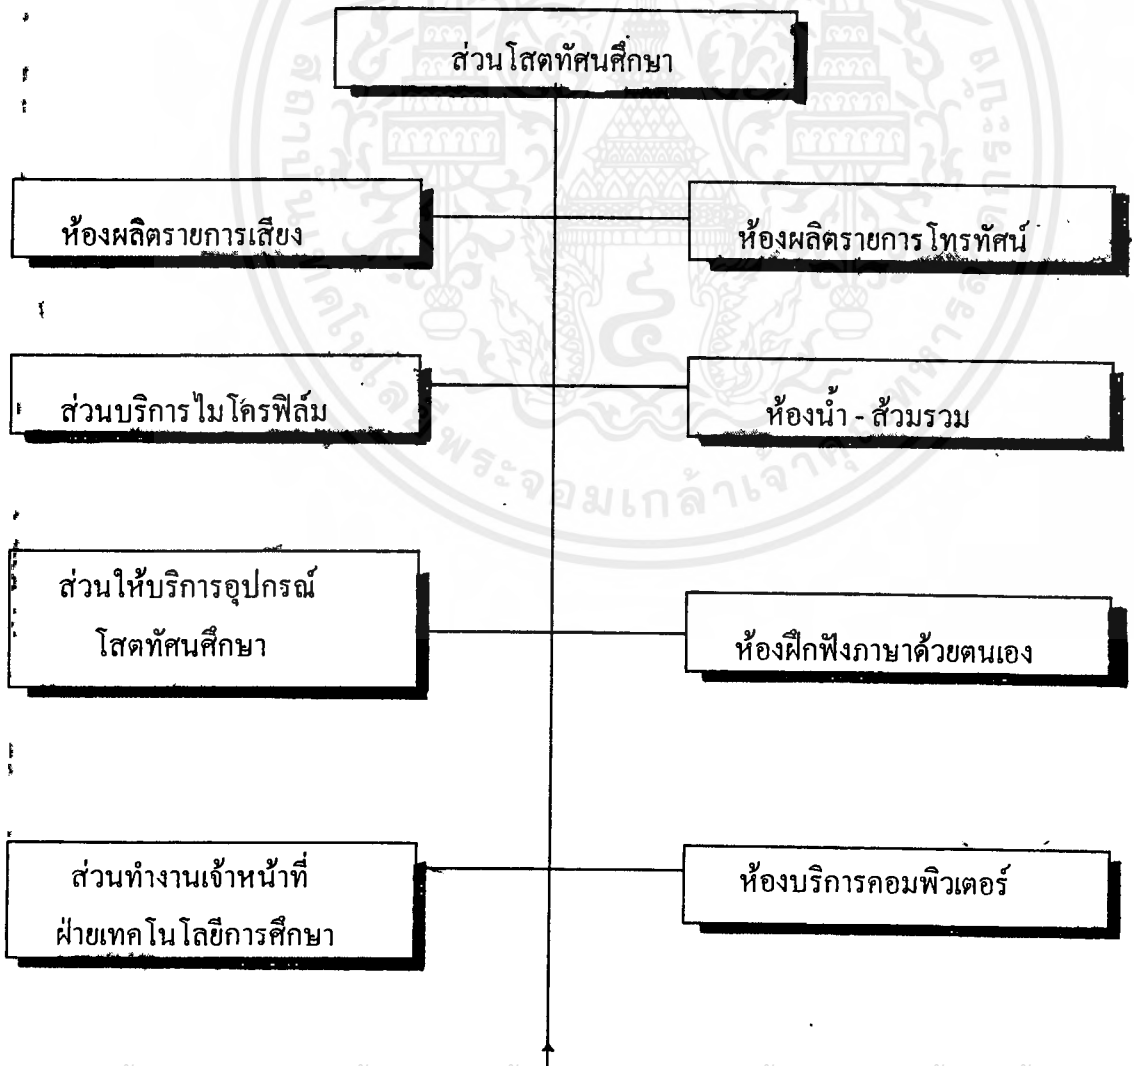 ส่วนโสตทัศนศึกษา
ห้องผลิตรายการเสียง
ห้องผลิตรายการโทรทัศน์
ส่วนบริการไมโครฟิล์ม
ห้องน้ำ - ส้วมรวม
ส่วนให้บริการอุปกรณ์
โสตทัศนศึกษา
ห้องฝึกฟังภาษาด้วยตนเอง
ส่วนทำงานเจ้าหน้าที่
ฝ่ายเทคโนโลยีการศึกษา
ห้องบริการคอมพิวเตอร์